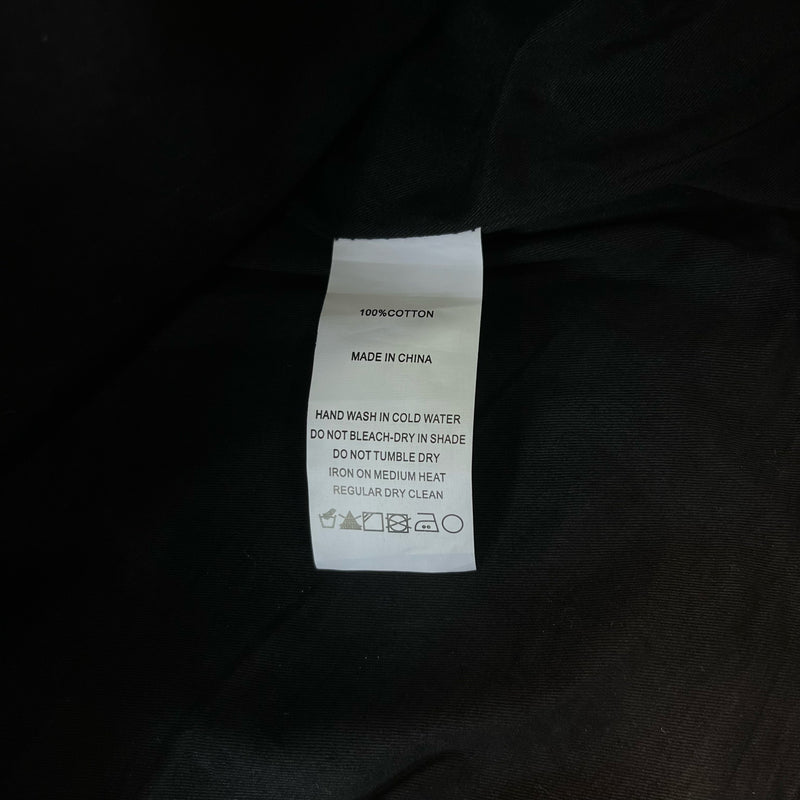 100%COTTON
MADE IN CHINA
HAND WASH IN COLD WATER
DO NOT BLEACH-DRY IN SHADE
DO NOT TUMBLE DRY
IRON ON MEDIUM HEAT
REGULAR DRY CLEAN